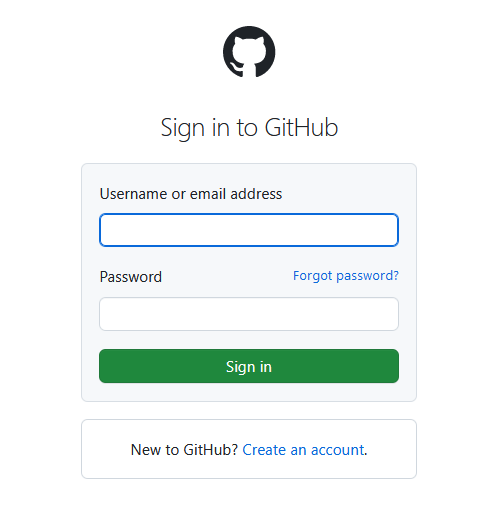 Sign in to GitHub
Username or email address
Password Forgot password?
Sign in
New to GitHub? Create an account.